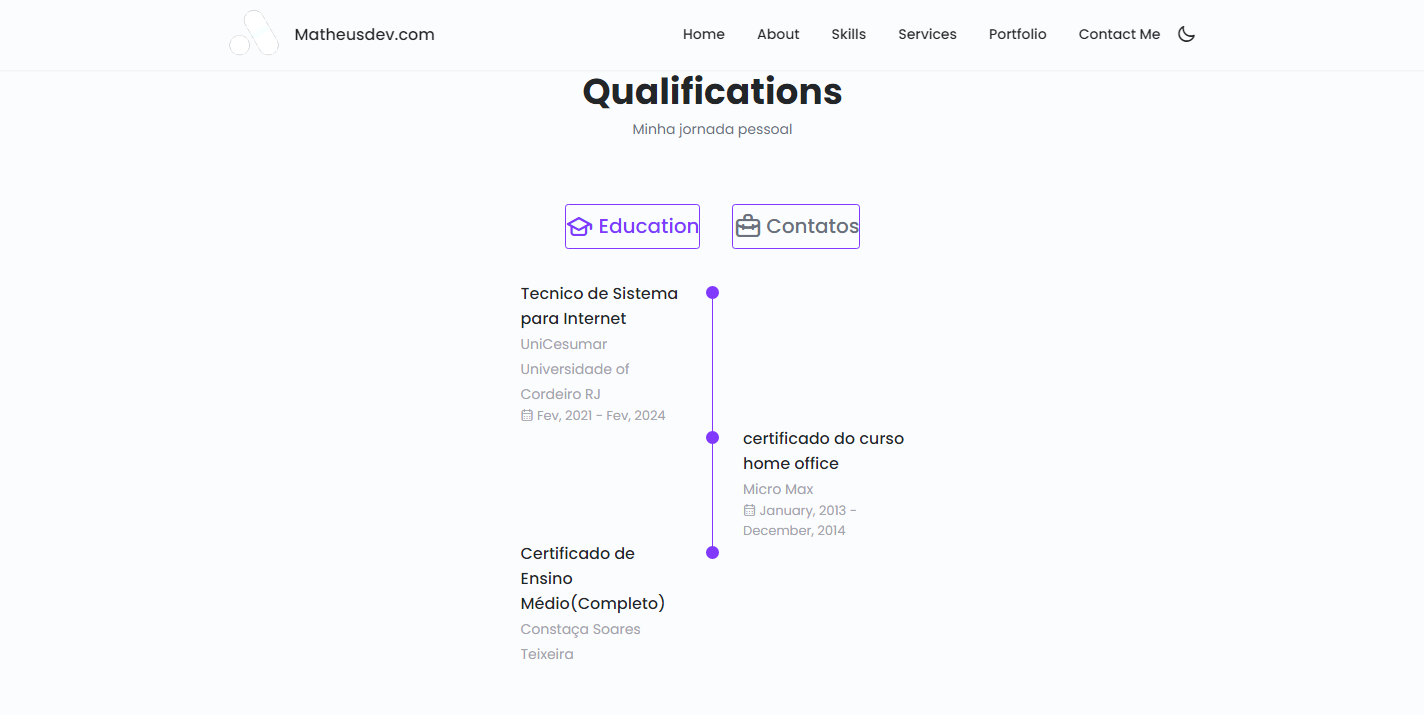 Matheusdev.com
Home About Skills Services Portfolio Contact Me
Qualifications
Minha jornada pessoal
Education
Contatos
Tecnico de Sistema
para Internet
UniCesumar
Universidade of
Cordeiro RJ
Fev, 2021 - Fev, 2024
certificado do curso
home office
Micro Max
January, 2013 -
December, 2014
Certificado de
Ensino
Médio(Completo)
Constaça Soares
Teixeira